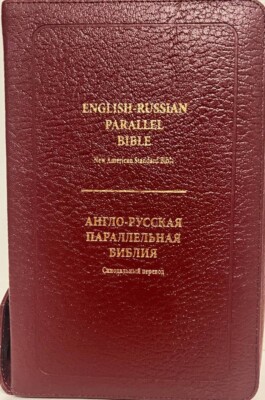 ENGLISH-RUSSIAN
PARALLEL
BIBLE
New American Standard Bible
АНГЛО-РУССКАЯ
ПАРАЛЛЕЛЬНАЯ
БИБЛИЯ
Синодальный перевод